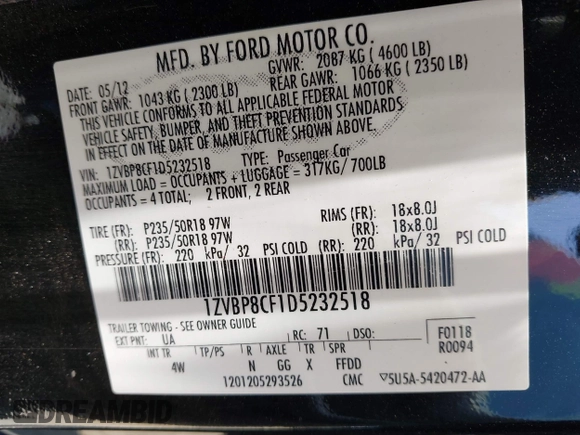 MFD. BY FORD MOTOR CO.
DATE: 05/12 GVWR: 2087 KG ( 4600 LB)
FRONT GAWR: 1043 KG ( 2300 LB) REAR GAWR: 1066 KG ( 2350 LB)
THIS VEHICLE CONFORMS TO ALL APPLICABLE FEDERAL MOTOR
VEHICLE SAFETY, BUMPER, AND THEFT PREVENTION STANDARDS
IN EFFECT ON THE DATE OF MANUFACTURE SHOWN ABOVE.
VIN: 1ZVBP8CF1D5232518 TYPE: Passenger Car
MAXIMUM LOAD = OCCUPANTS + LUGGAGE = 317KG/700LB
OCCUPANTS = 4 TOTAL; 2 FRONT, 2 REAR
TIRE (FR): P235/50R18 97W RIMS (FR): 18x8.0J
(RR): P235/50R18 97W (RR): 18x8.0J
PRESSURE (FR): 220 kPa/ 32 PSI COLD (RR): 220 kPa/ 32 PSI COLD
1ZVBP8CF1D5232518
TRAILER TOWING - SEE OWNER GUIDE
EXT PNT: UA RC: 71 DSO: F0118
R0094
INT TR TP/PS R AXLE TR SPR
4W N GG X FFDD
1201205293526 CMC ▽5U5A-5420472-AA
DREAMBID